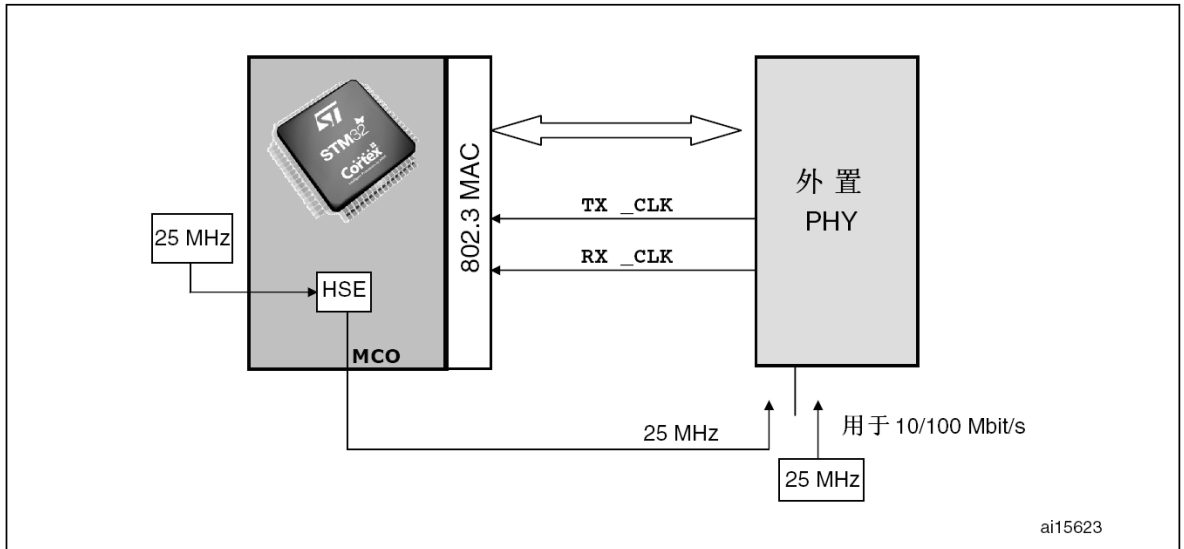 STM32
Cortex
802.3 MAC
外置
PHY
TX _CLK
RX _CLK
25 MHz
HSE
MCO
25 MHz
用于 10/100 Mbit/s
25 MHz
ai15623